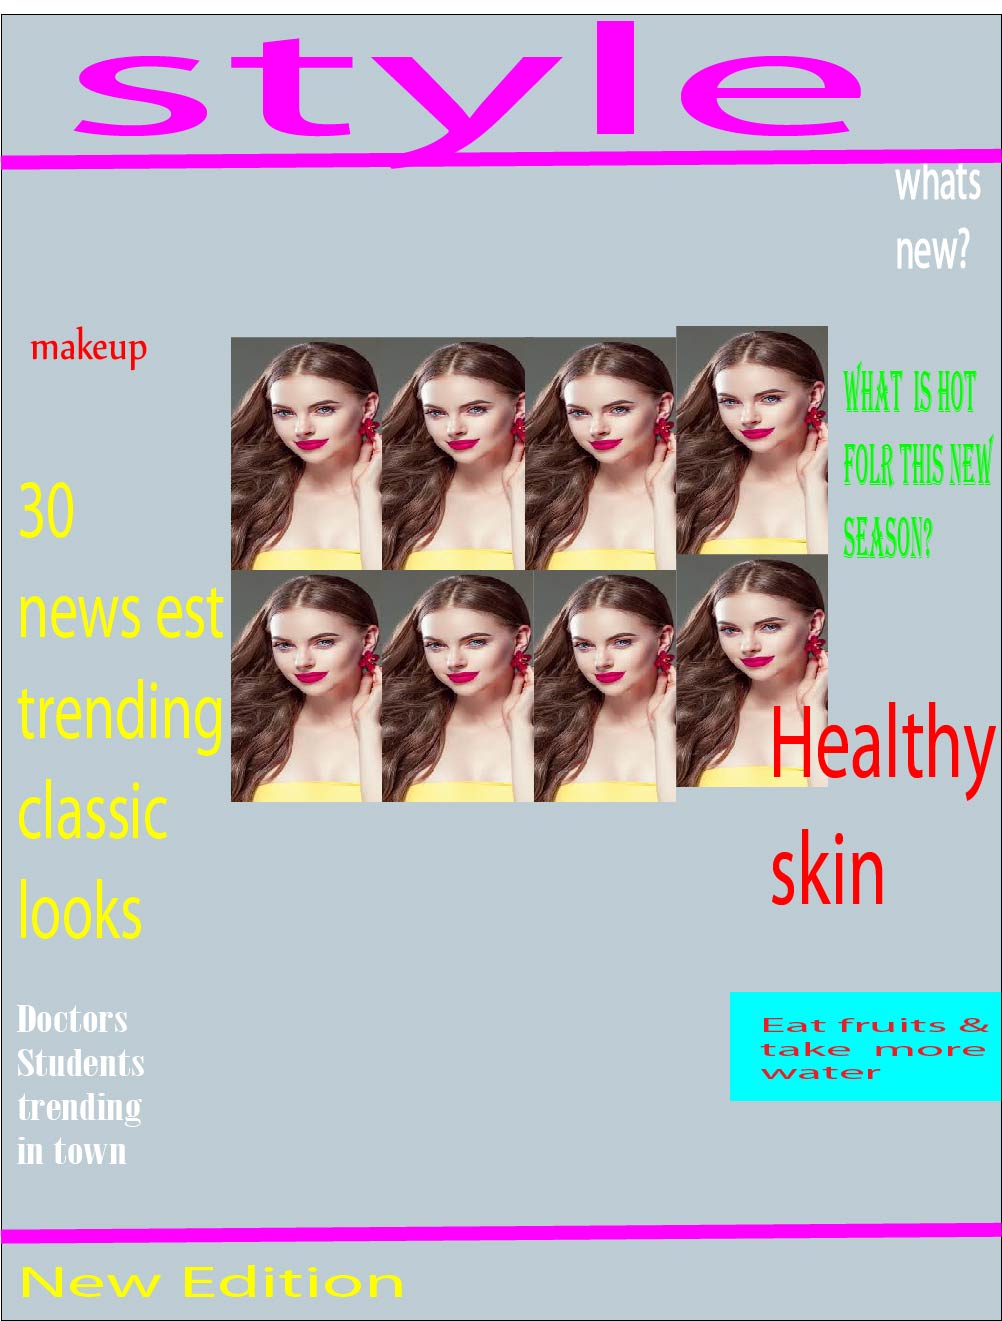 style
whats
new?
makeup
WHAT IS HOT
FOLR THIS NEW
SEASON?
30
news est
trending
classic
looks
Healthy
skin
Doctors
Students
trending
in town
Eat fruits &
take more
water
New Edition